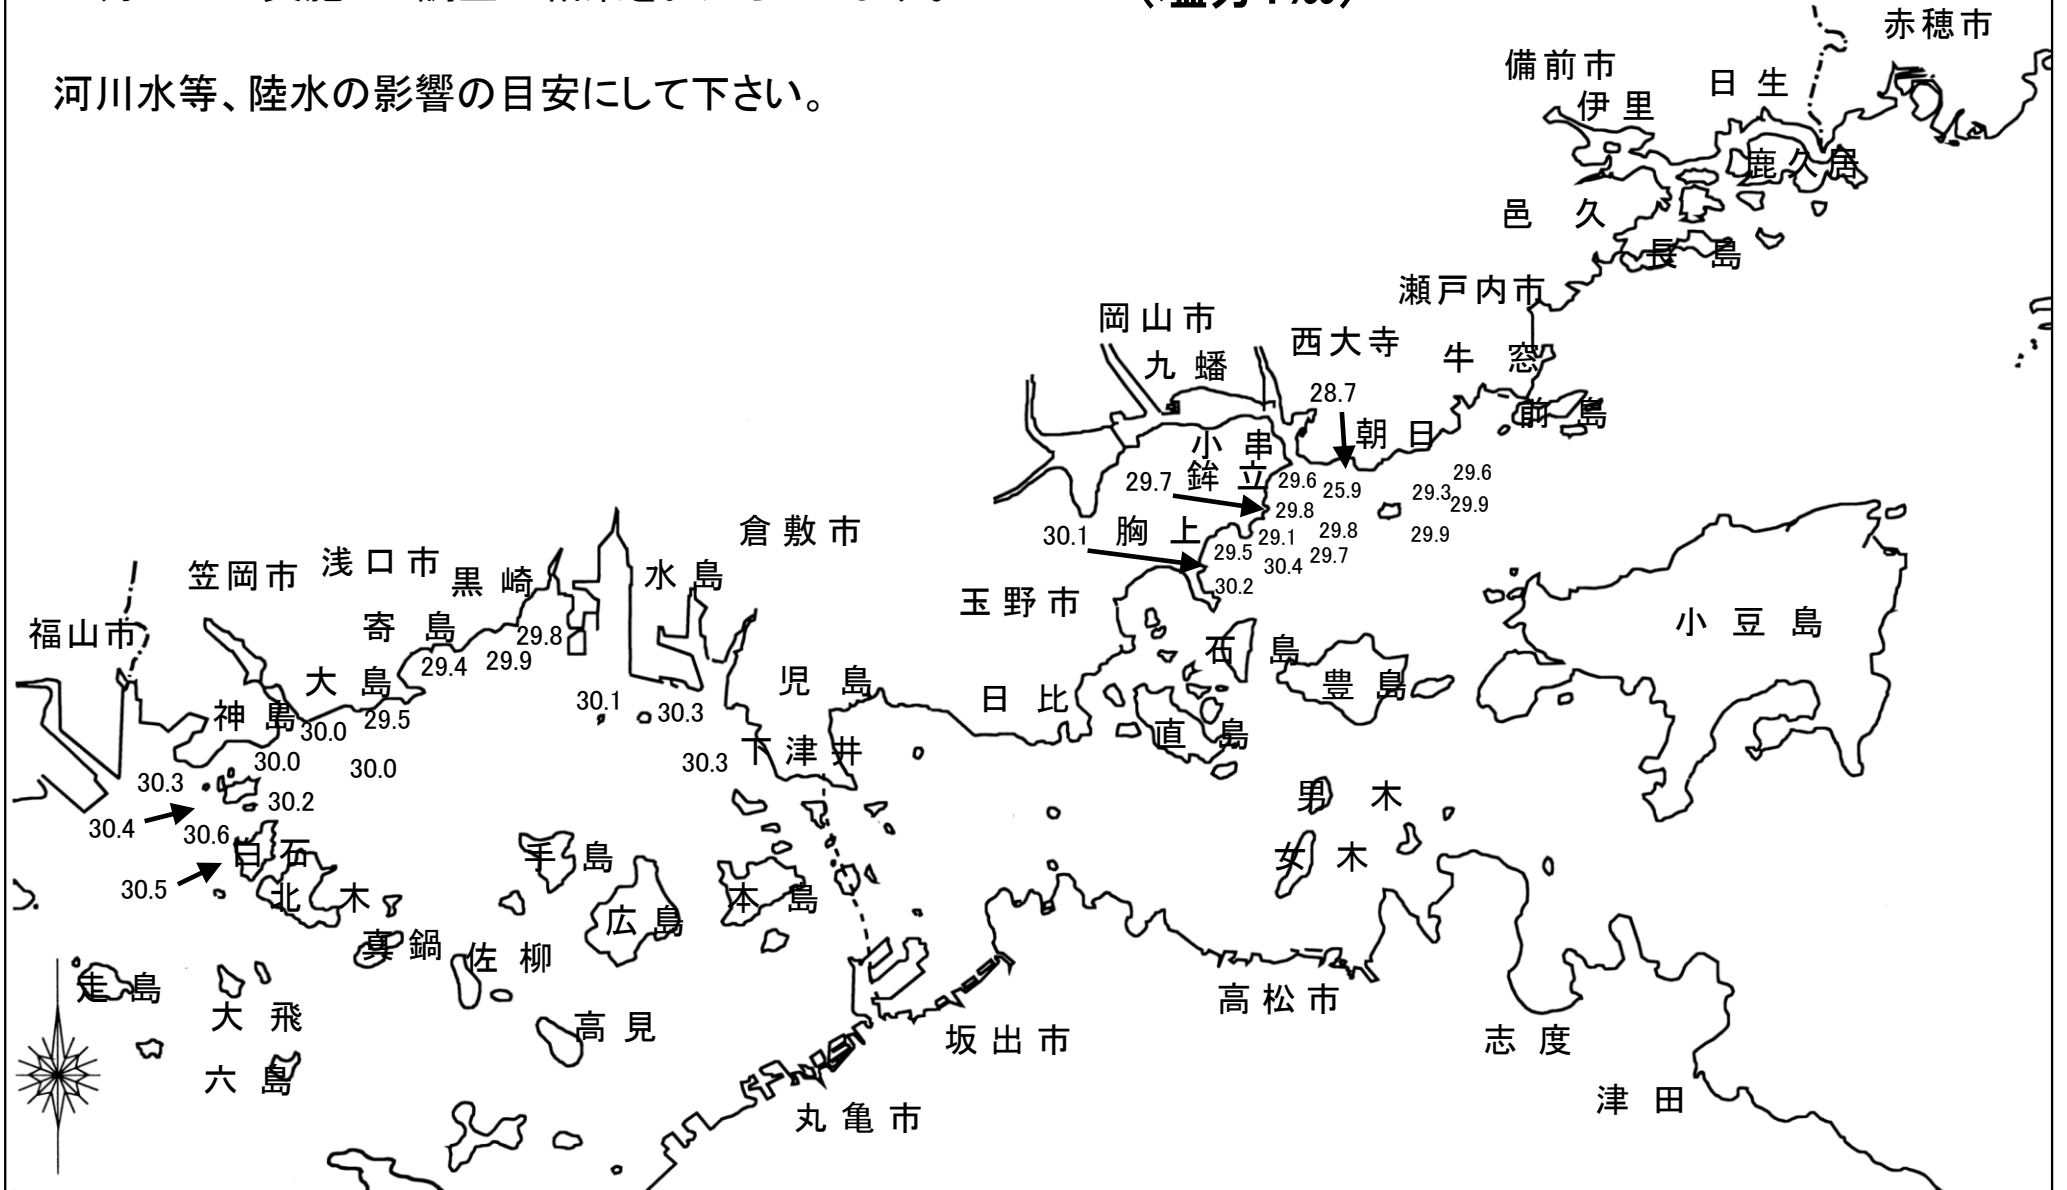 (塩分:‰)
赤穂市
備前市
日生
河川水等、陸水の影響の目安にして下さい。
伊里
鹿久居
邑久
長島
瀬戸内市
岡山市
西大寺
九蟠
牛窓
28.7
前島
朝日
小串
29.7 鉾立 29.6 25.9 29.3 29.6
29.8 29.9
30.1 胸上 29.1 29.8 29.9
29.5 30.4 29.7
30.2
倉敷市
笠岡市 浅口市 黒崎 水島
玉野市
小豆島
福山市 寄島 29.8
29.4 29.9
石島
豊島
大島 児島
30.1 30.3 日比
神島 30.0 29.5
直島
30.0 30.0 30.3 下津井
30.3
30.2
男木
30.4 30.6
白石 手島 女木
30.5 北木 本島
広島
真鍋 佐柳
走島
高松市
大飛
高見 坂出市 志度
六島
津田
丸亀市